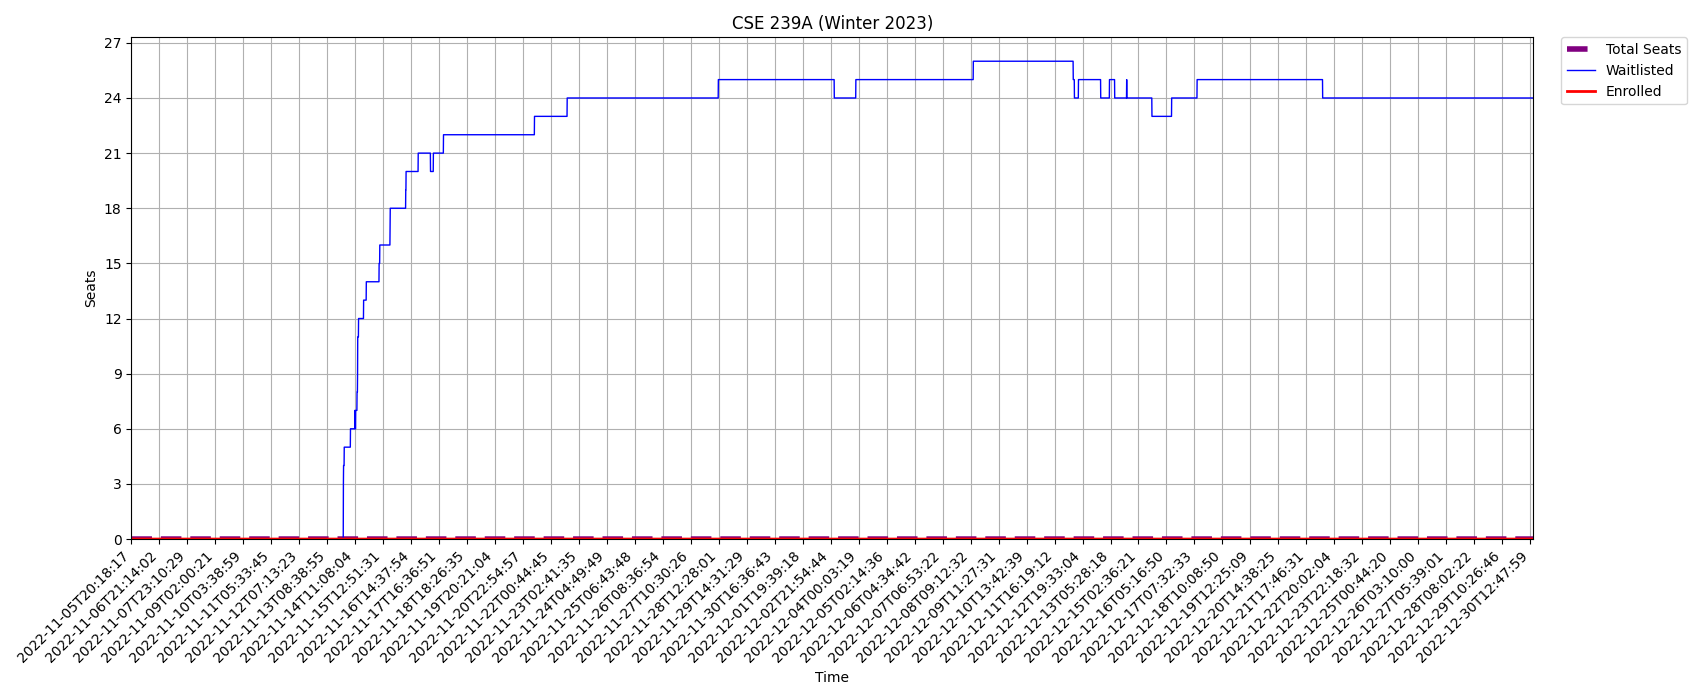 CSE 239A (Winter 2023)
Total Seats
Waitlisted
Enrolled
Seats
27
24
21
18
15
12
9
6
3
0
2022-11-05T20:18:17
2022-11-06T21:14:02
2022-11-07T23:10:29
2022-11-09T02:00:21
2022-11-10T03:38:59
2022-11-11T05:33:45
2022-11-12T07:13:23
2022-11-13T08:38:55
2022-11-14T11:08:04
2022-11-15T12:51:31
2022-11-16T14:37:54
2022-11-17T16:36:51
2022-11-18T18:26:35
2022-11-19T20:21:04
2022-11-20T22:54:57
2022-11-22T00:44:45
2022-11-23T02:41:35
2022-11-24T04:49:49
2022-11-25T06:43:48
2022-11-26T08:36:54
2022-11-27T10:30:26
2022-11-28T12:28:01
2022-11-29T14:31:29
2022-11-30T16:36:43
2022-12-01T19:39:18
2022-12-02T21:54:44
2022-12-04T00:03:19
2022-12-05T02:14:36
2022-12-06T04:34:42
2022-12-07T06:53:22
2022-12-08T09:12:32
2022-12-09T11:27:31
2022-12-10T13:42:39
2022-12-11T16:19:12
2022-12-12T19:33:04
2022-12-13T05:28:18
2022-12-15T02:36:21
2022-12-16T05:16:50
2022-12-17T07:32:33
2022-12-18T10:08:50
2022-12-19T12:25:09
2022-12-20T14:38:25
2022-12-21T17:46:31
2022-12-22T20:02:04
2022-12-23T22:18:32
2022-12-25T00:44:20
2022-12-26T03:10:00
2022-12-27T05:39:01
2022-12-28T08:02:22
2022-12-29T10:26:46
2022-12-30T12:47:59
Time